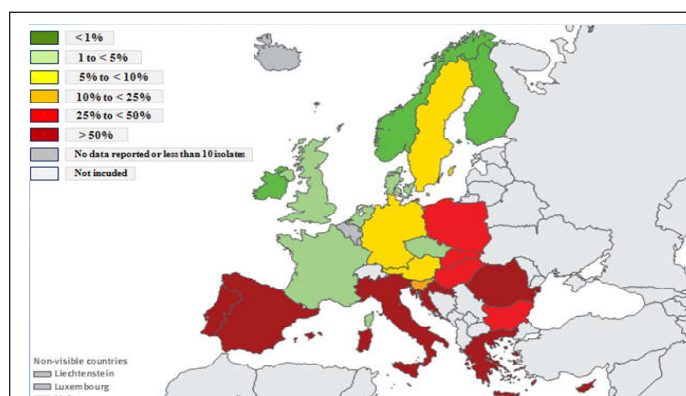 < 1%
1 to < 5%
5% to < 10%
10% to < 25%
25% to < 50%
> 50%
No data reported or less than 10 isolates
Not incuded
Non-visible countries
Liechtenstein
Luxembourg